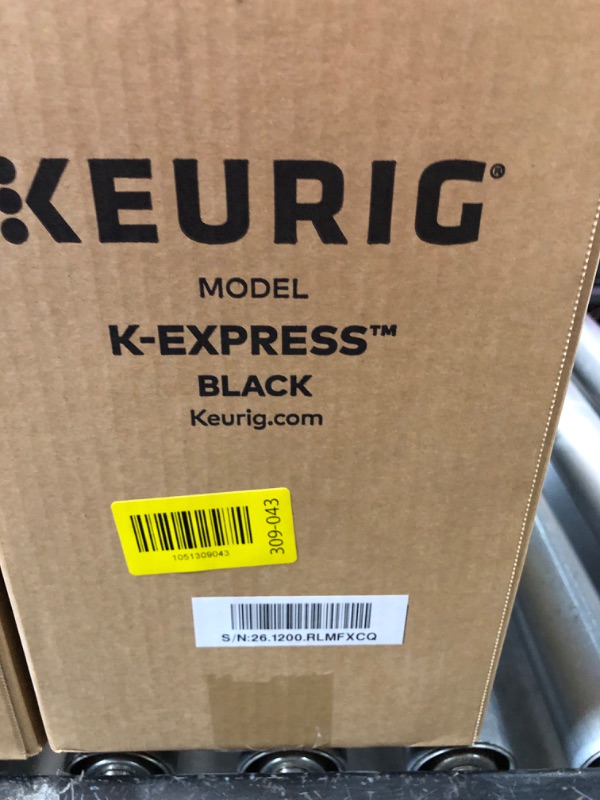 KEURIG®
MODEL
K-EXPRESS™
BLACK
Keurig.com
309-043
1051309043
S/N:26.1200.RLMFXCQ